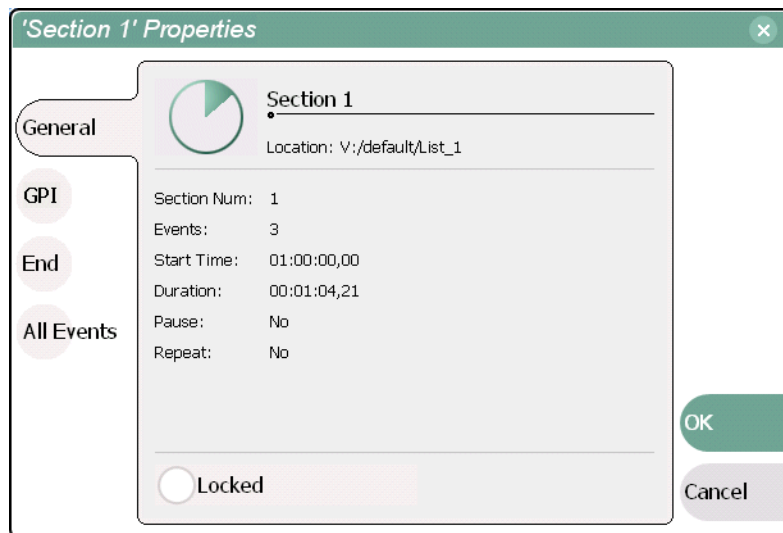 'Section 1' Properties
General
GPI
End
All Events
Section 1
Location: V:/default/List_1
Section Num: 1
Events: 3
Start Time: 01:00:00,00
Duration: 00:01:04,21
Pause: No
Repeat: No
Locked
OK
Cancel